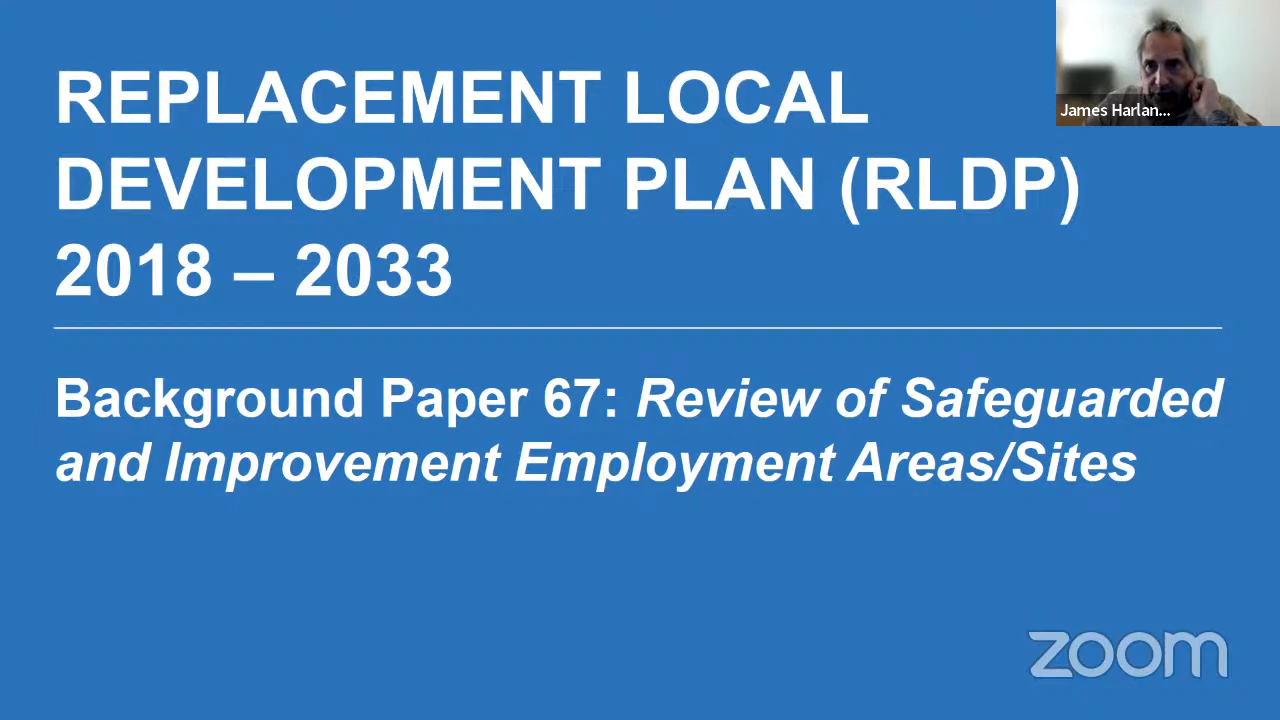 REPLACEMENT LOCAL
DEVELOPMENT PLAN (RLDP)
2018 – 2033
Background Paper 67: Review of Safeguarded
and Improvement Employment Areas/Sites
James Harlan...
zoom